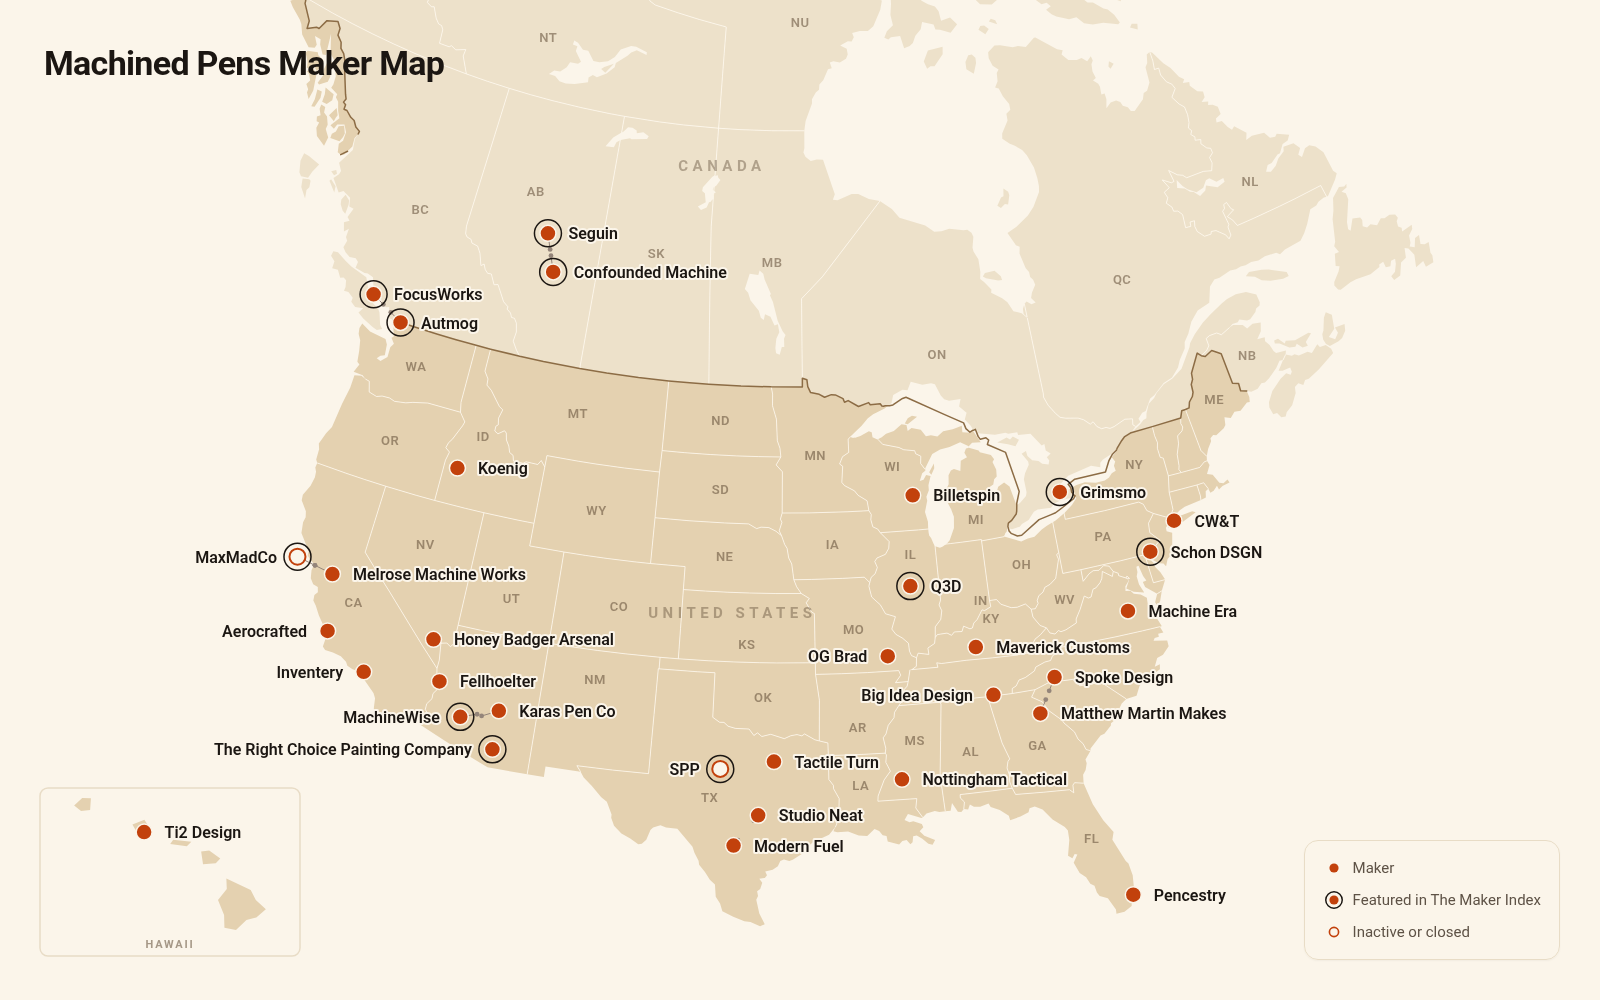 NU
NT
Machined Pens Maker Map
CANADA
NL
AB
BC
Seguin
SK
MB
Confounded Machine
QC
FocusWorks
Autmog
ON
NB
WA
ME
MT
ND
ID
OR
MN
NY
WI
Koenig
SD
Grimsmo
Billetspin
WY
MI
CW&T
PA
NV
IA
Schon DSGN
IL
NE
MaxMadCo
OH
Melrose Machine Works
Q3D
UT
WV
IN
CA
CO
Machine Era
UNITED STATES
KY
MO
Aerocrafted
Honey Badger Arsenal
KS
Maverick Customs
OG Brad
Inventery
Spoke Design
NM
Fellhoelter
Big Idea Design
OK
Karas Pen Co
Matthew Martin Makes
MachineWise
AR
MS
GA
The Right Choice Painting Company
AL
Tactile Turn
SPP
Nottingham Tactical
LA
TX
Studio Neat
Ti2 Design
FL
Modern Fuel
Maker
Pencestry
Featured in The Maker Index
Inactive or closed
HAWAII